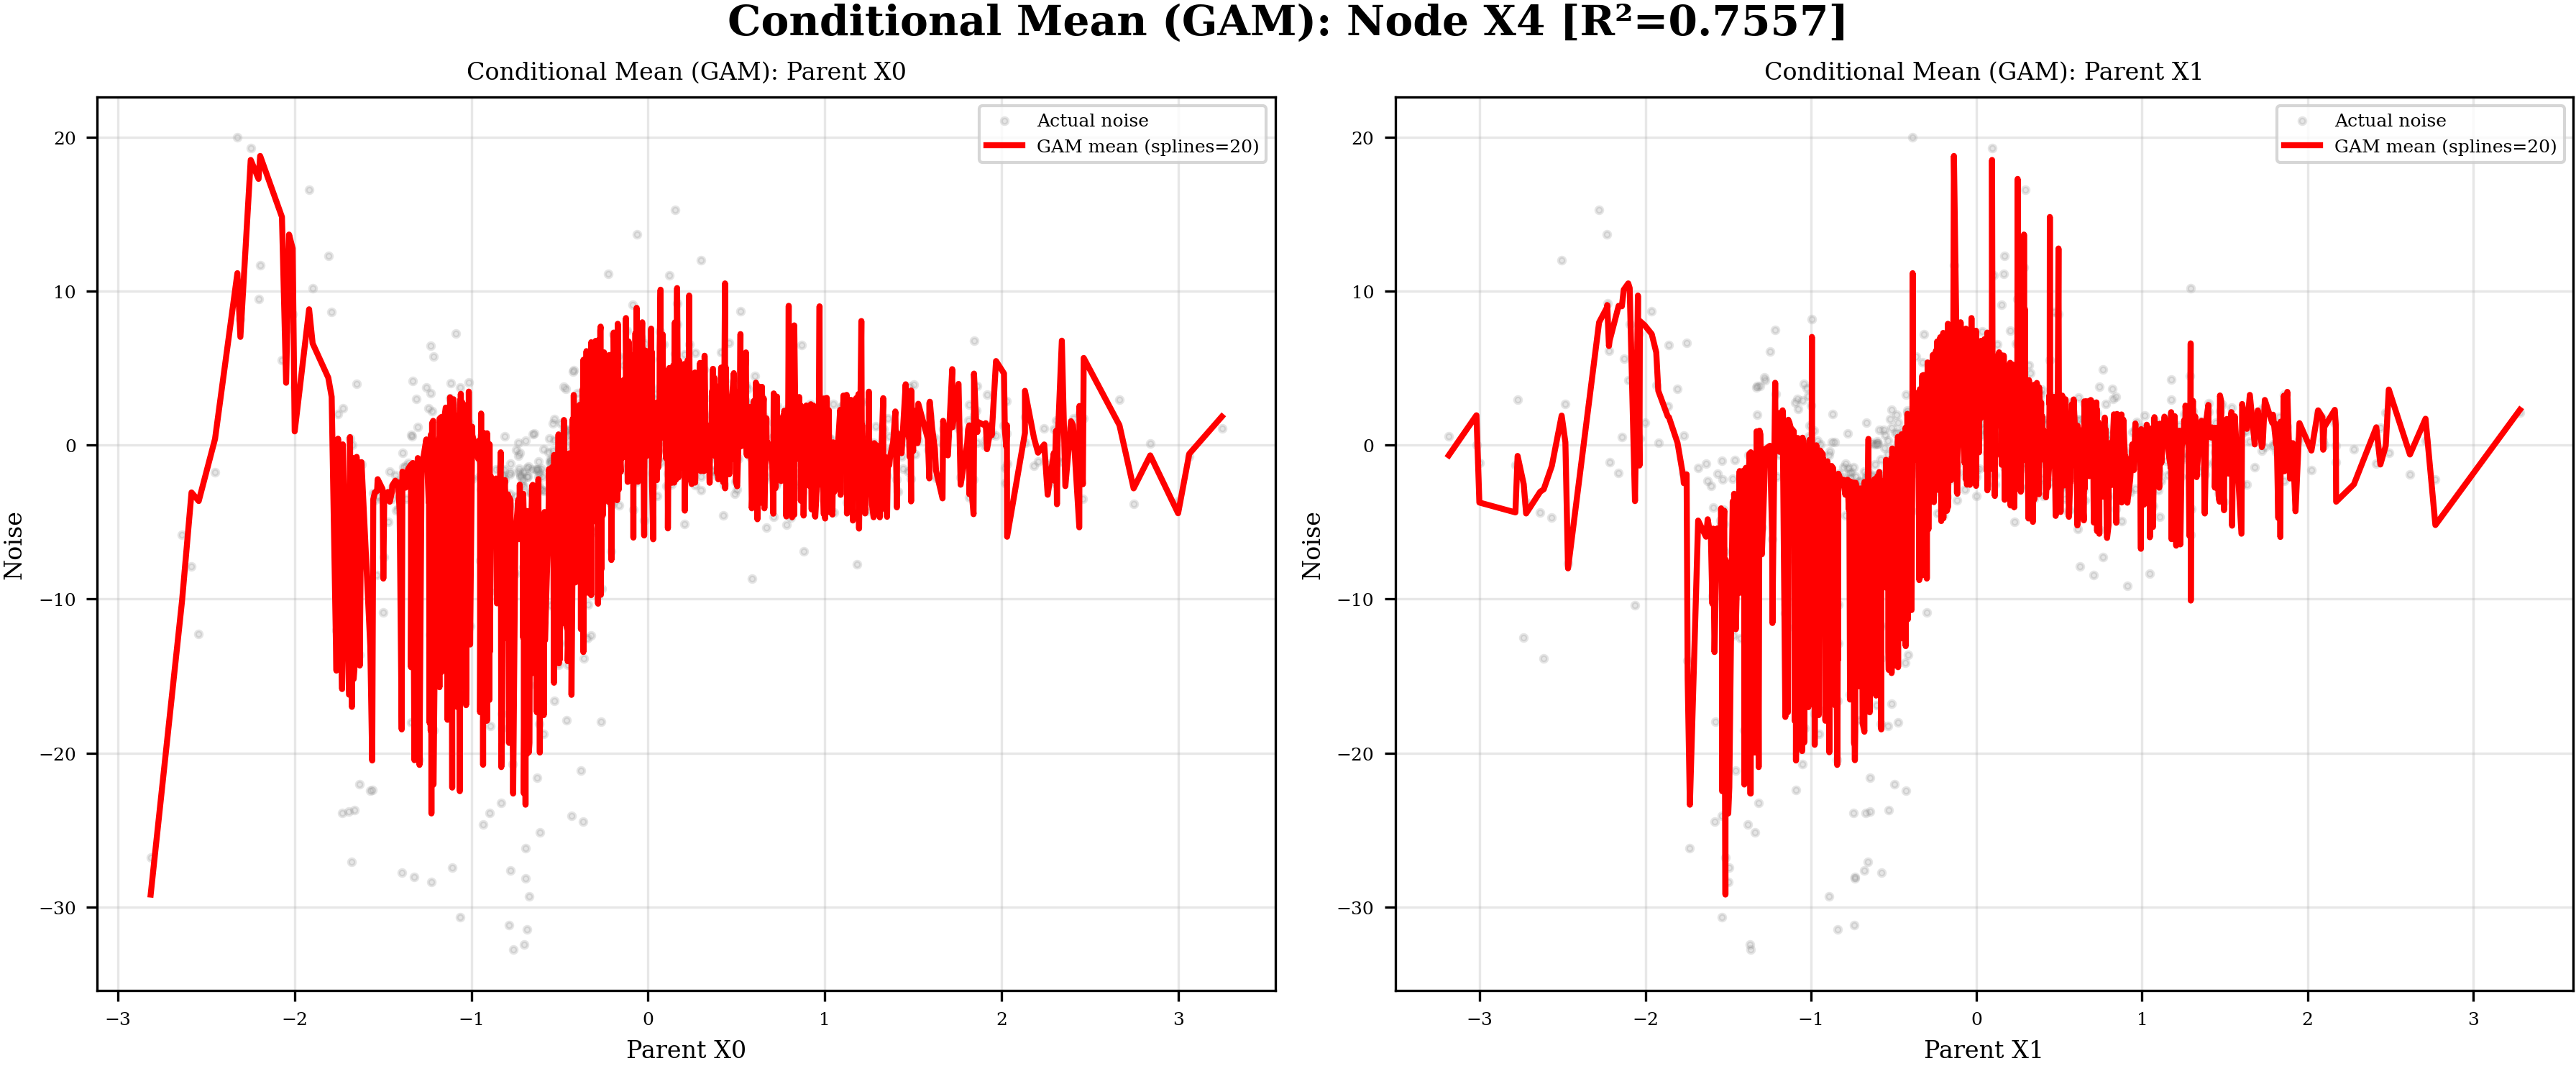 Conditional Mean (GAM): Node X4 [R²=0.7557]
Conditional Mean (GAM): Parent X0
Actual noise
GAM mean (splines=20)
20
10
0
−10
−20
−30
Noise
−3
−2
−1
0
1
2
3
Parent X0
Conditional Mean (GAM): Parent X1
Actual noise
GAM mean (splines=20)
20
10
0
−10
−20
−30
Noise
−3
−2
−1
0
1
2
3
Parent X1